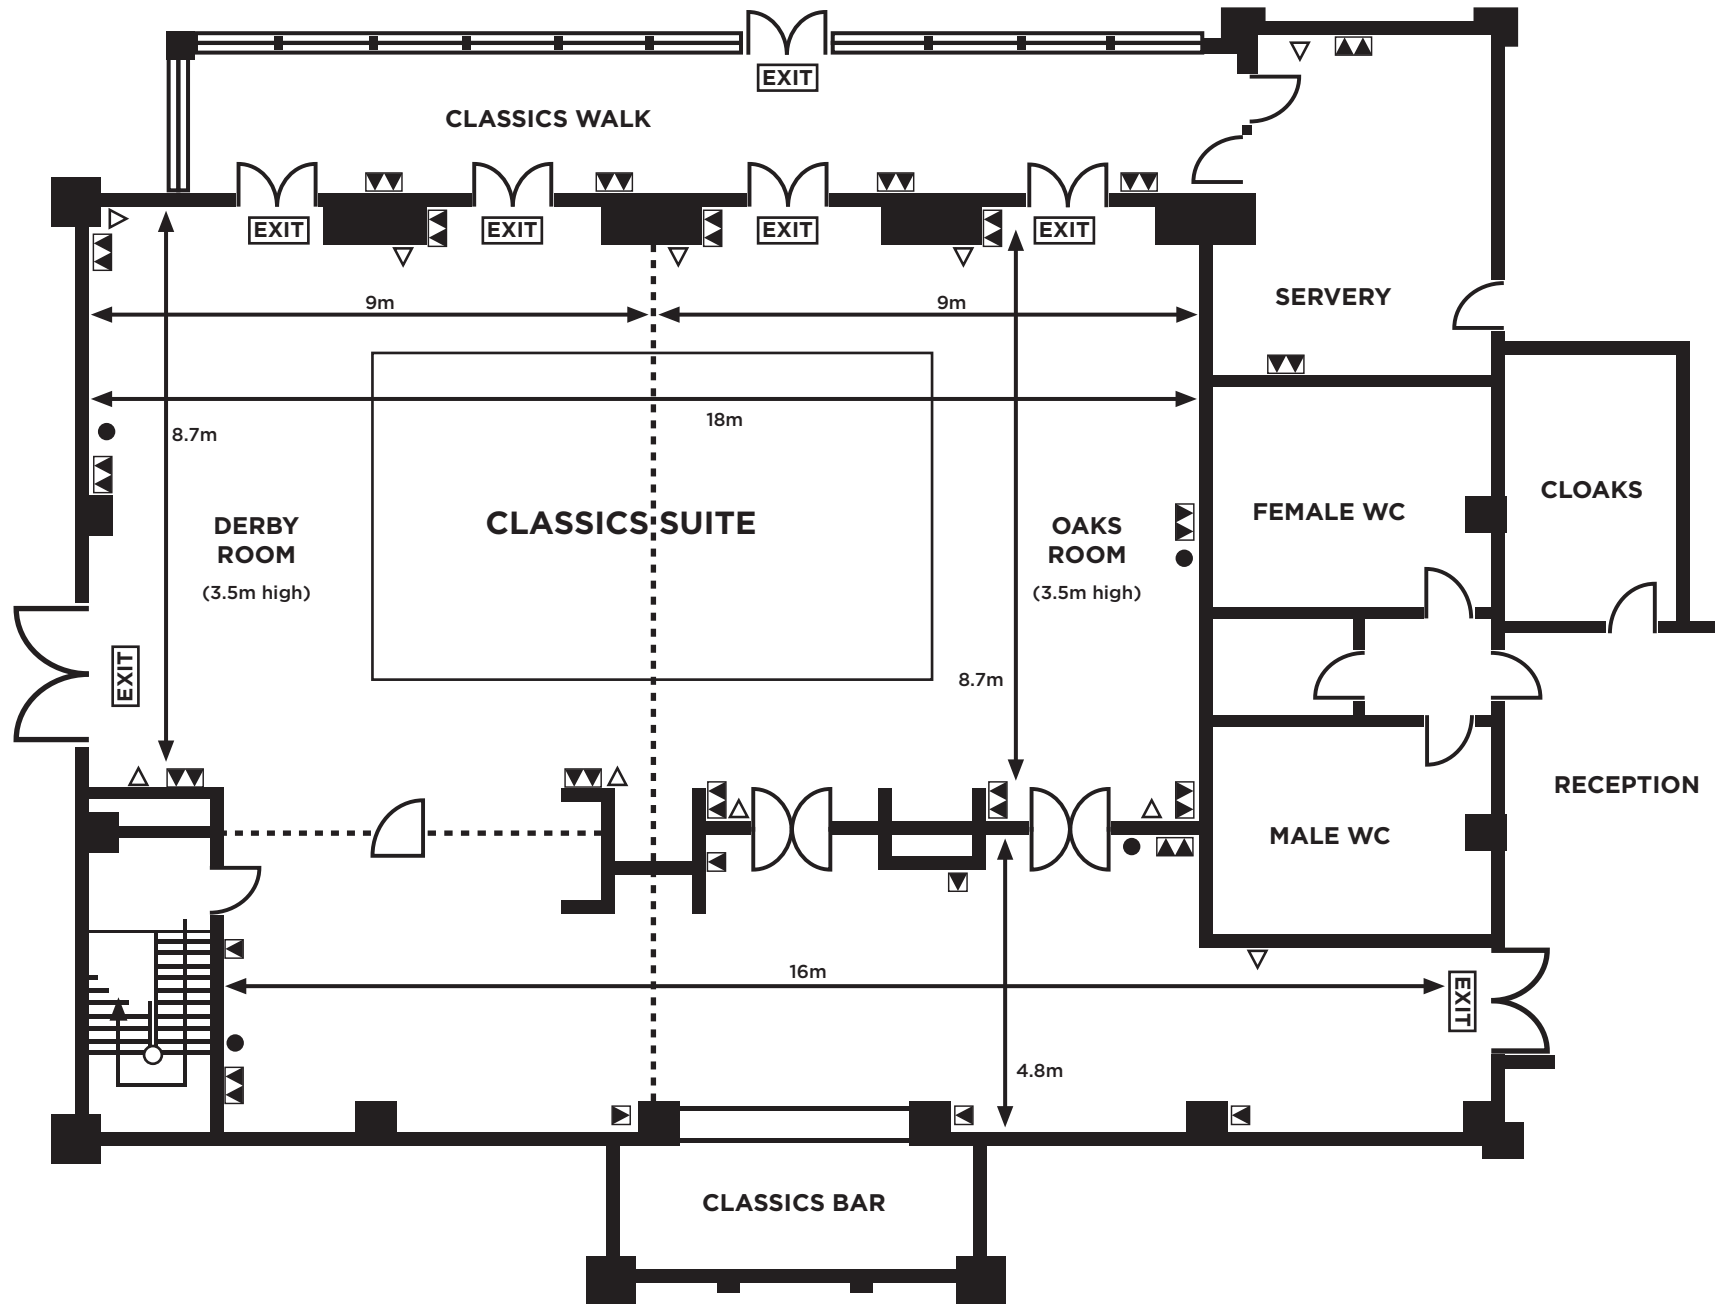 EXIT
CLASSICS WALK
EXIT
EXIT
EXIT
EXIT
9m
9m
SERVERY
18m
8.7m
CLASSICS SUITE
DERBY
ROOM
(3.5m high)
OAKS
ROOM
(3.5m high)
FEMALE WC
CLOAKS
EXIT
8.7m
RECEPTION
MALE WC
16m
EXIT
4.8m
CLASSICS BAR